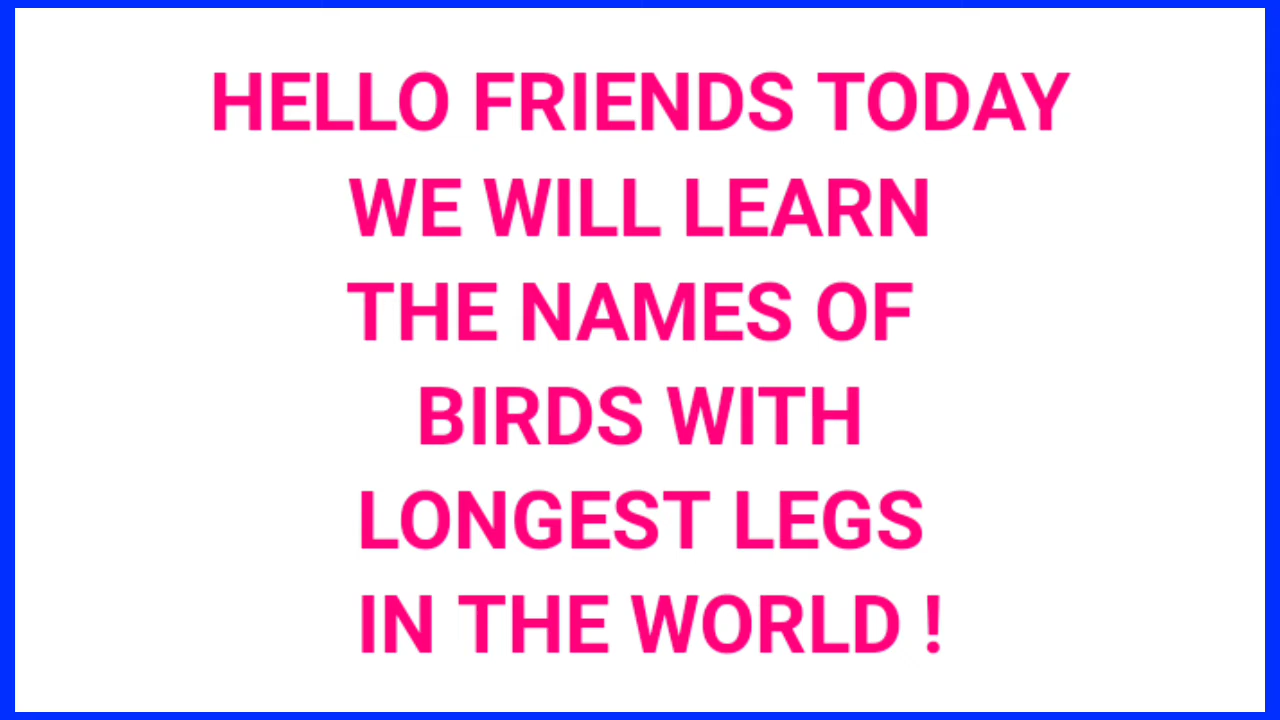 HELLO FRIENDS TODAY
WE WILL LEARN
THE NAMES OF
BIRDS WITH
LONGEST LEGS
IN THE WORLD !